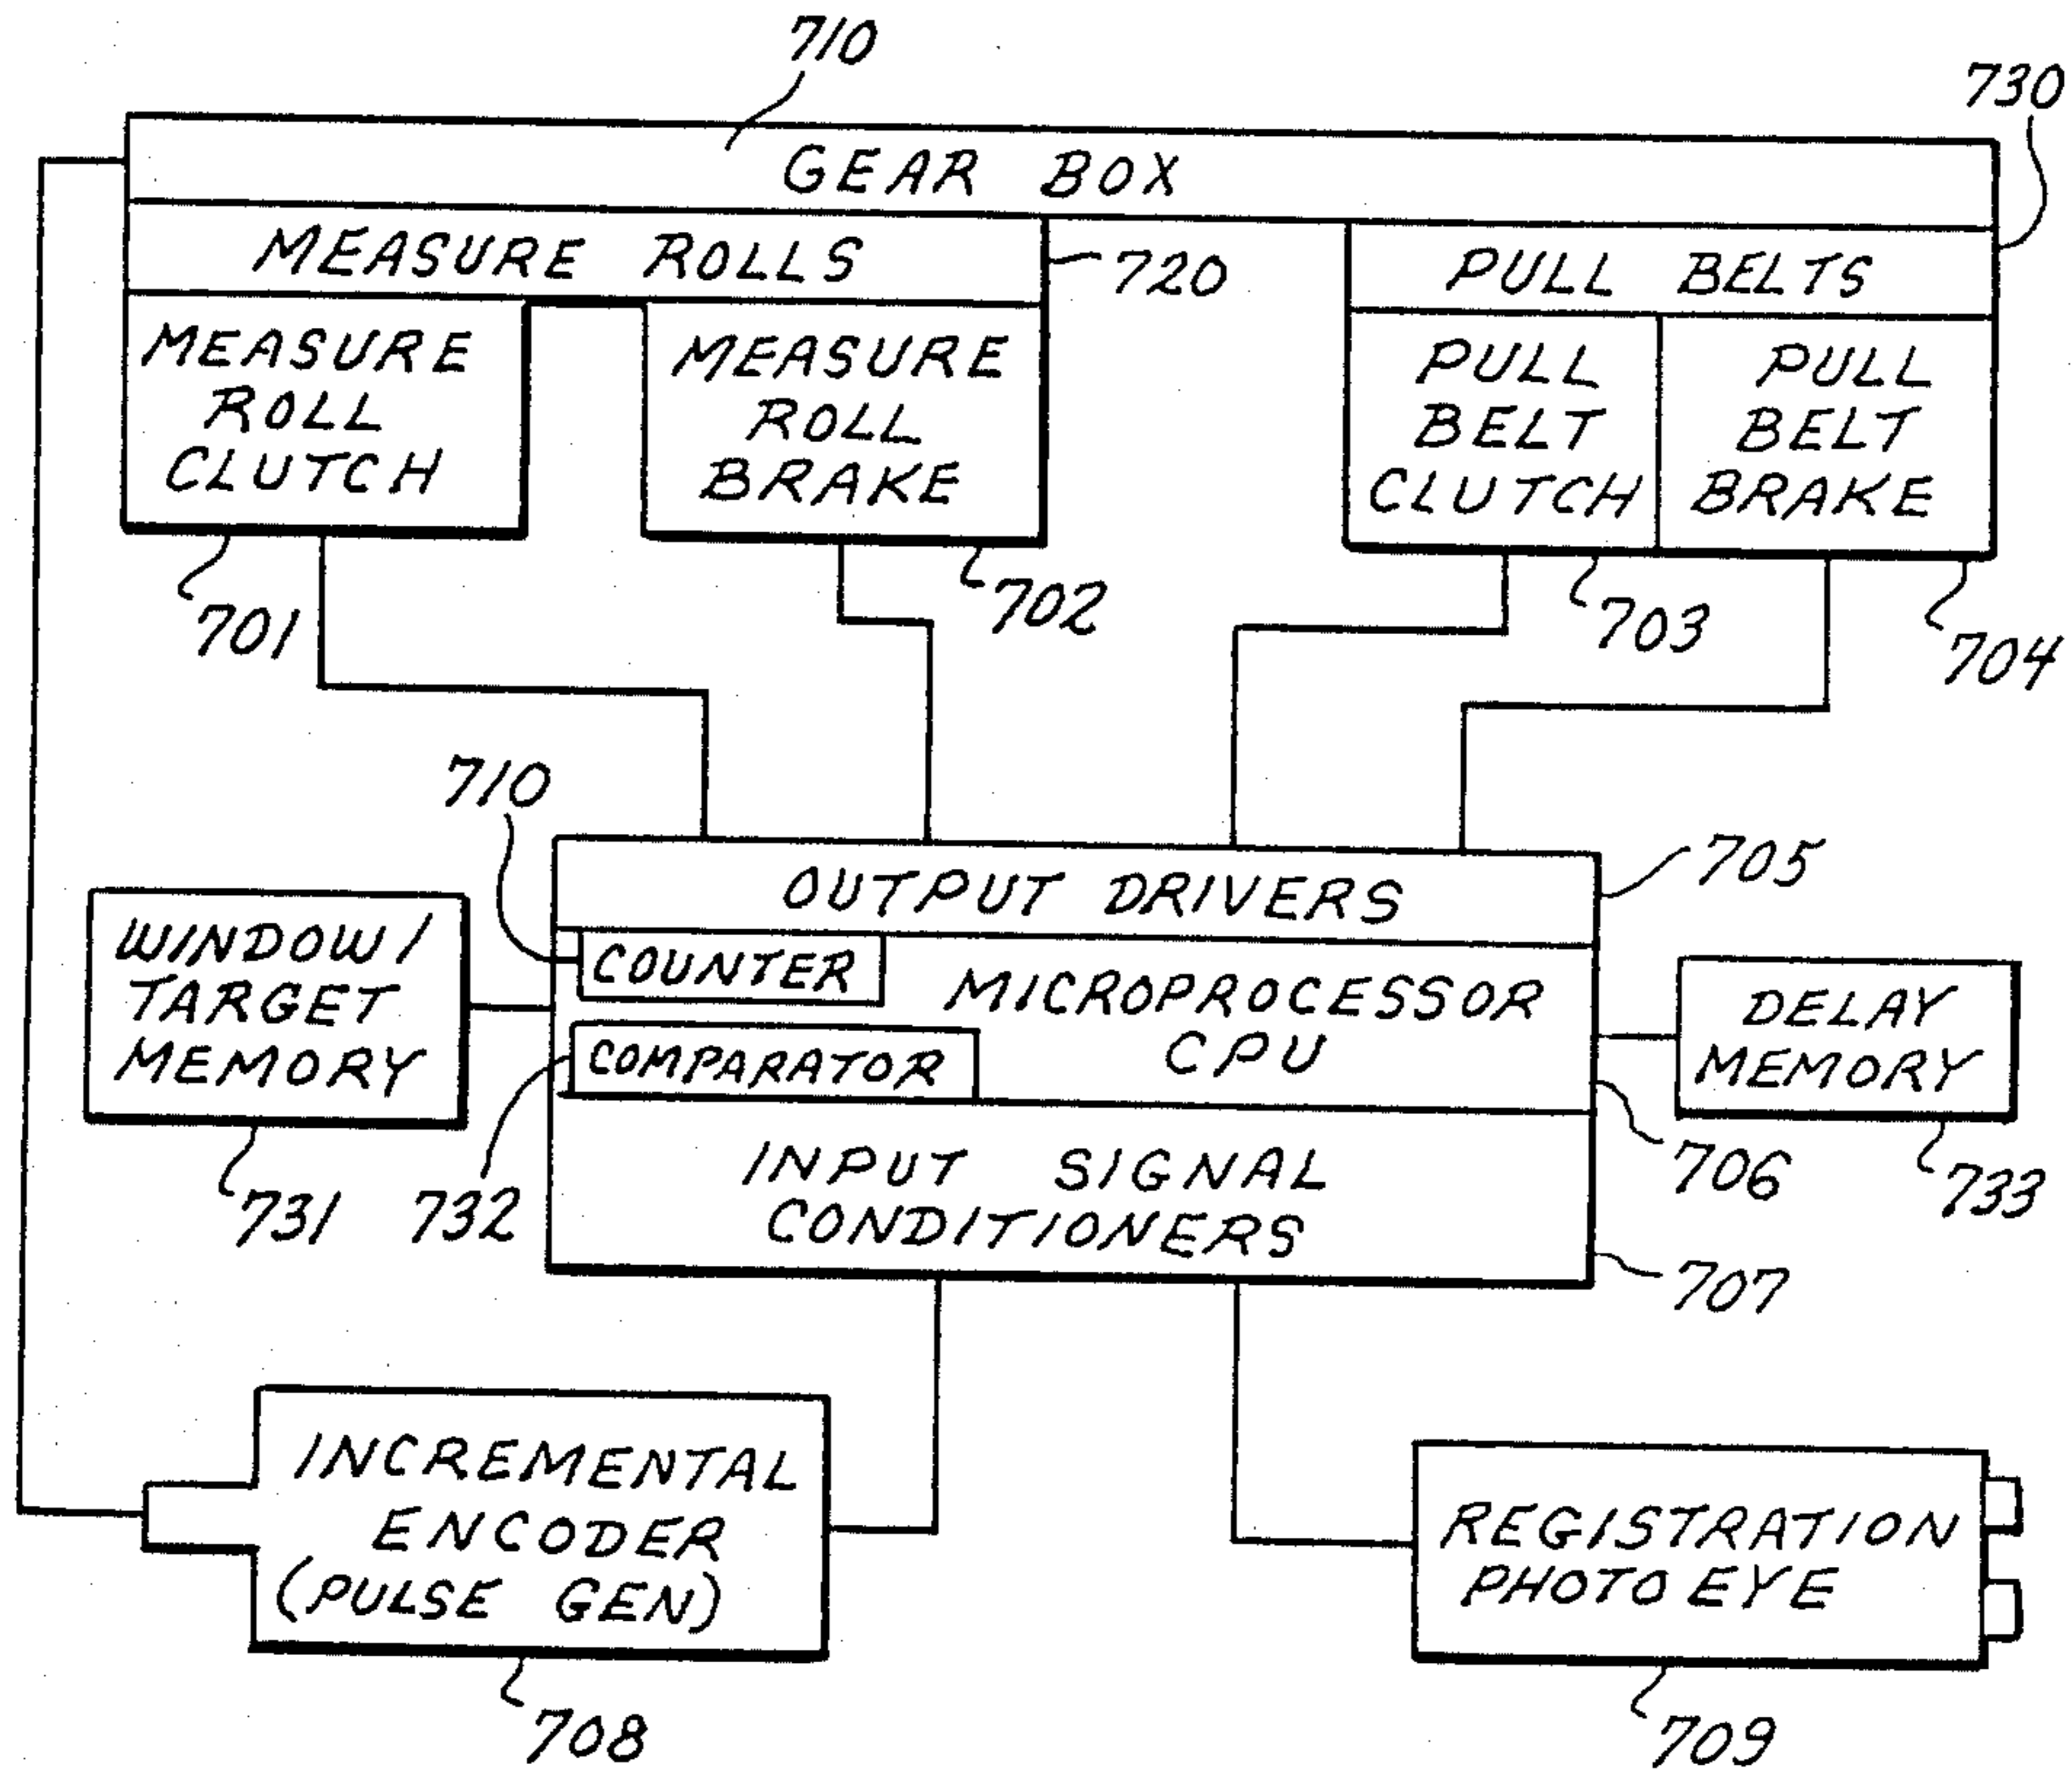 710
730
GEAR BOX
MEASURE ROLLS
720
PULL BELTS
MEASURE
ROLL
CLUTCH
MEASURE
ROLL
BRAKE
PULL
BELT
CLUTCH
PULL
BELT
BRAKE
701
702
703
704
710
705
OUTPUT DRIVERS
WINDOW/
TARGET
MEMORY
COUNTER
MICROPROCESSOR
CPU
COMPARATOR
DELAY
MEMORY
731
732
INPUT SIGNAL
CONDITIONERS
706
733
707
INCREMENTAL
ENCODER
(PULSE GEN)
REGISTRATION
PHOTO EYE
708
709